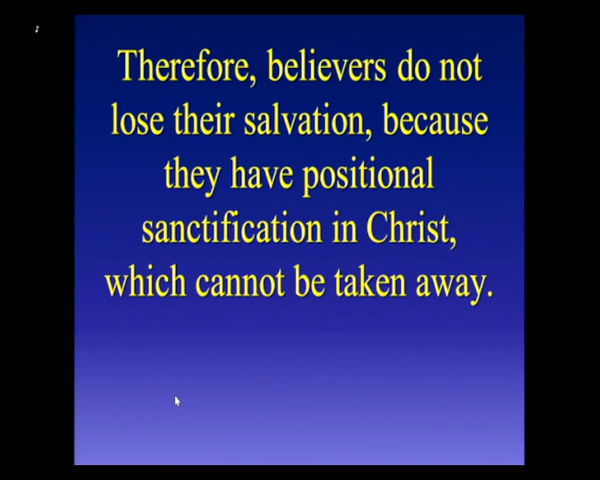 Therefore, believers do not
lose their salvation, because
they have positional
sanctification in Christ,
which cannot be taken away.